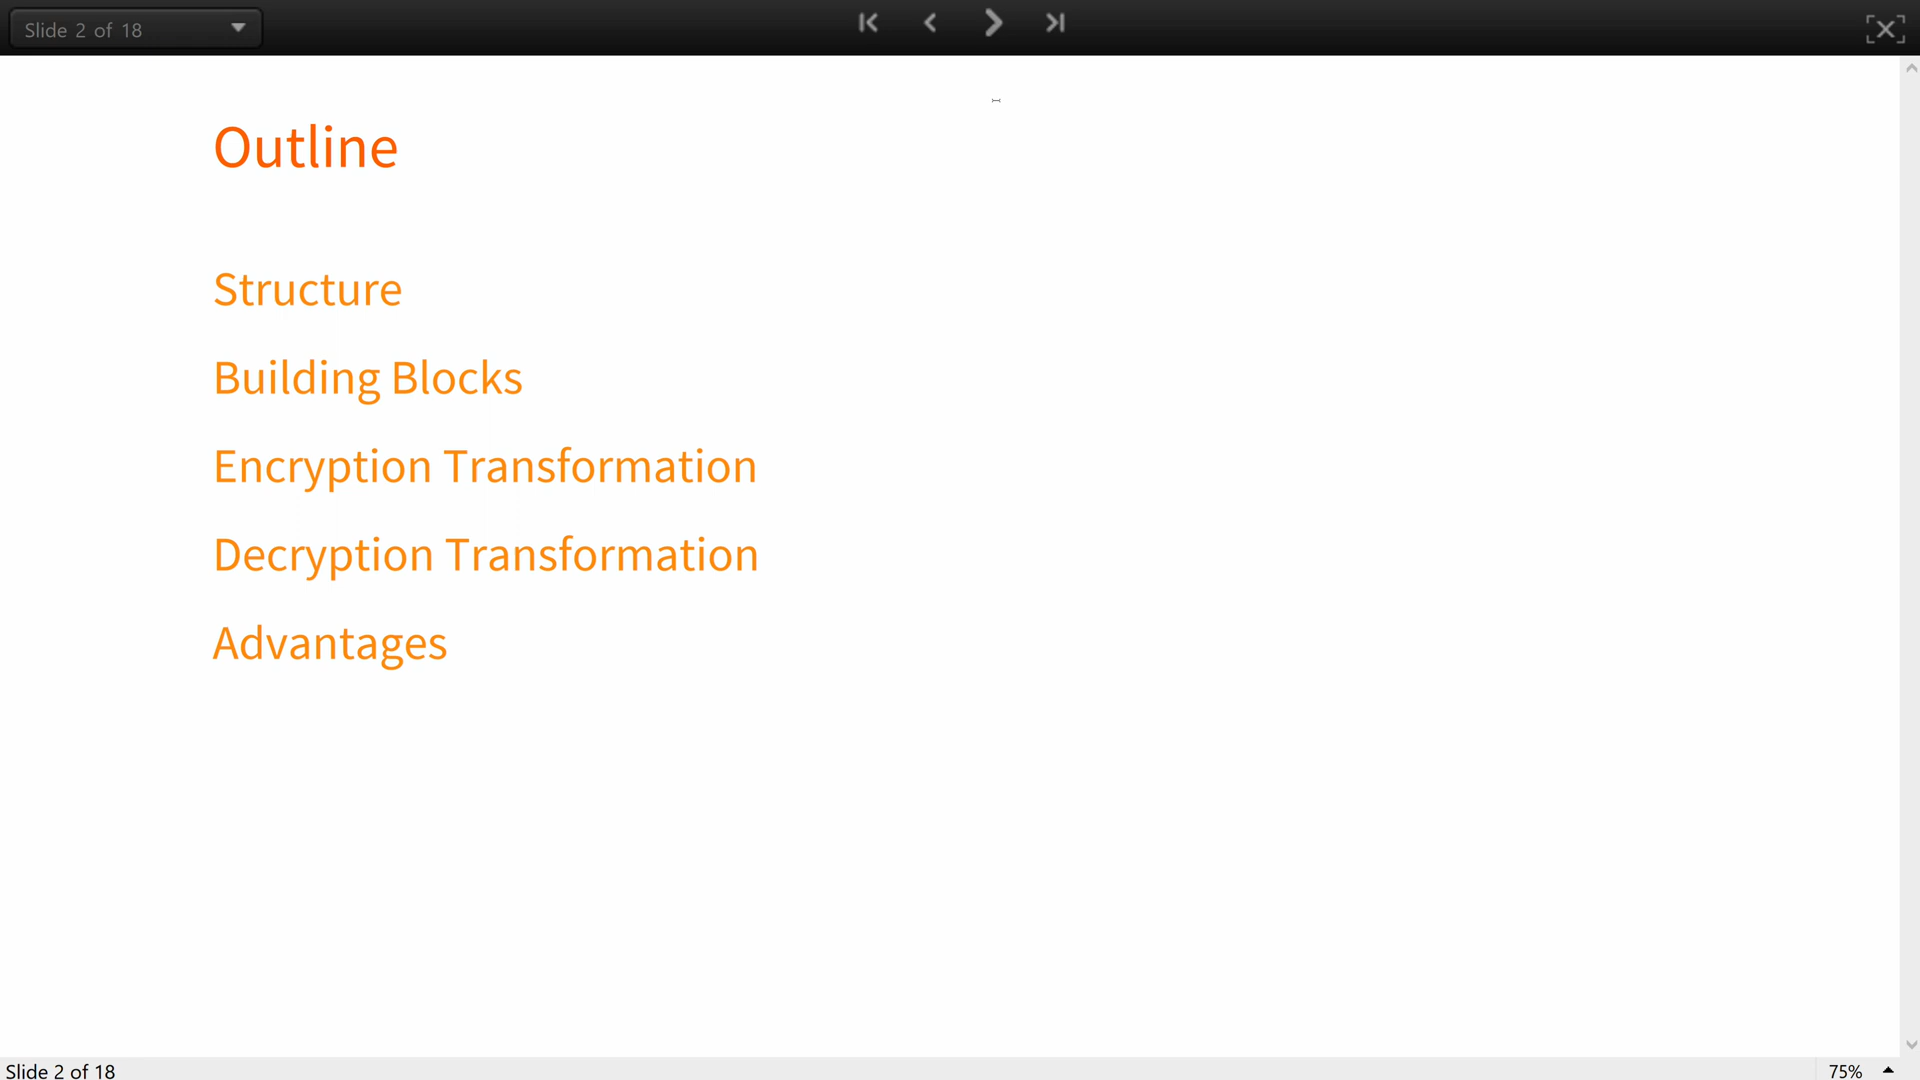 Slide 2 of 18
Outline
Structure
Building Blocks
Encryption Transformation
Decryption Transformation
Advantages
Slide 2 of 18
75%